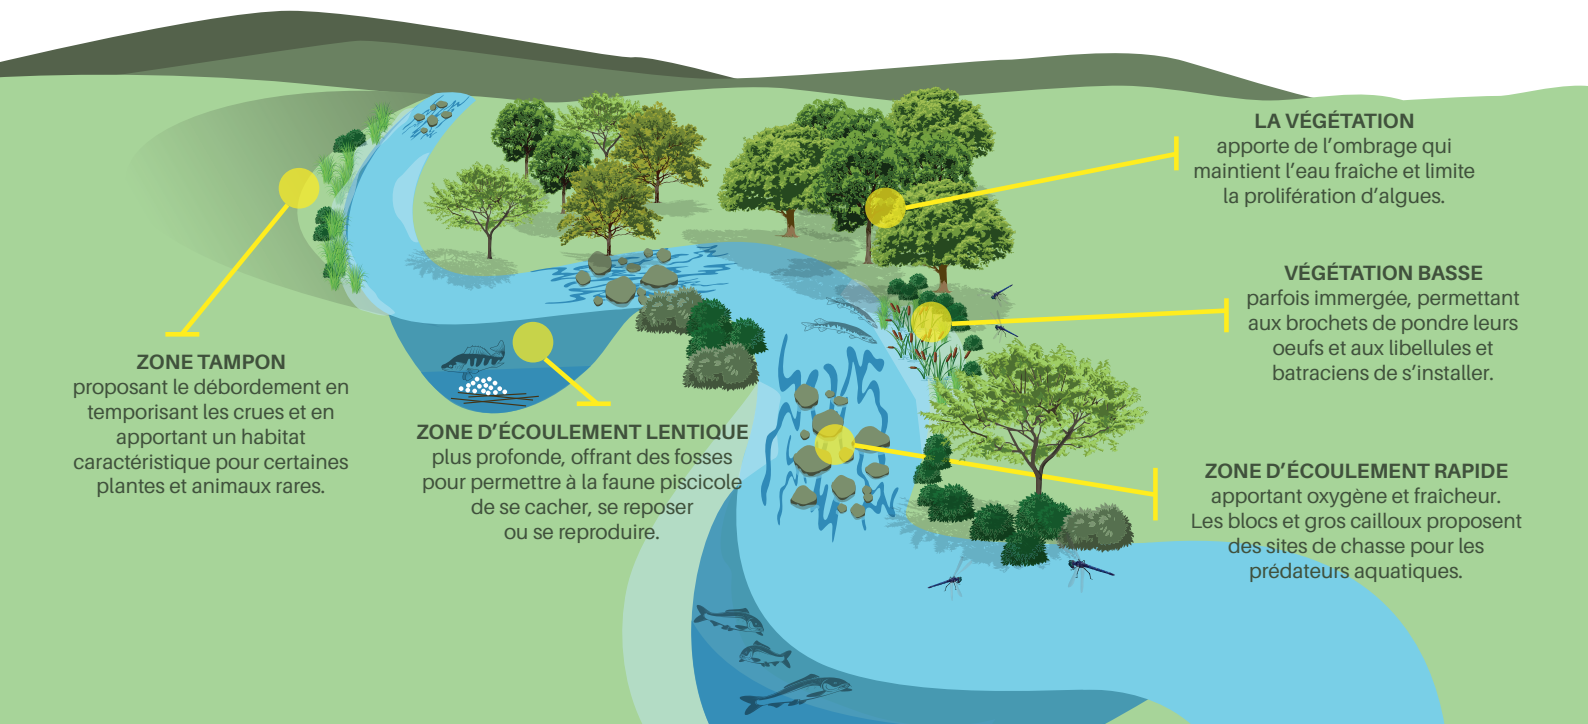 LA VÉGÉTATION
apporte de l’ombrage qui
maintient l’eau fraîche et limite
la prolifération d’algues.
VÉGÉTATION BASSE
parfois immergée, permettant
aux brochets de pondre leurs
oeufs et aux libellules et
batraciens de s’installer.
ZONE TAMPON
proposant le débordement en
temporisant les crues et en
apportant un habitat
caractéristique pour certaines
plantes et animaux rares.
ZONE D’ÉCOULEMENT LENTIQUE
plus profonde, offrant des fosses
pour permettre à la faune piscicole
de se cacher, se reposer
ou se reproduire.
ZONE D’ÉCOULEMENT RAPIDE
apportant oxygène et fraîcheur.
Les blocs et gros cailloux proposent
des sites de chasse pour les
prédateurs aquatiques.